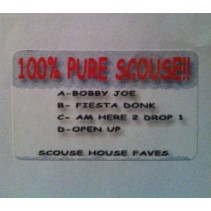 100% PURE SCOUSE!!
A-BOBBY JOE
B- FIESTA DONK
C- AM HERE 2 DROP 1
D-OPEN UP
SCOUSE HOUSE FAVES